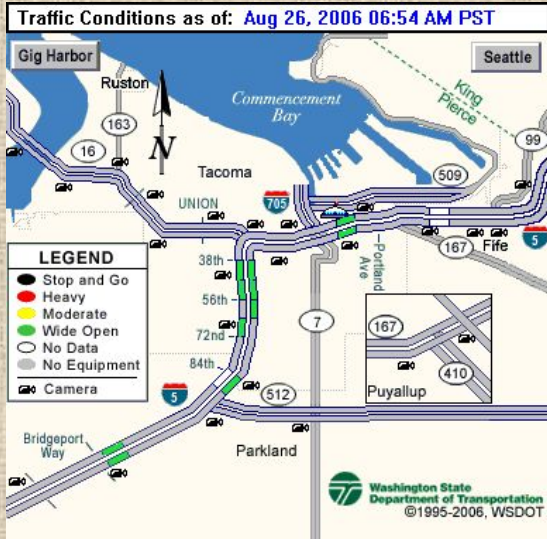 Traffic Conditions as of: Aug 26, 2006 06:54 AM PST
Gig Harbor
Seattle
Ruston
Commencement
Bay
King
Pierce
163
99
16
N
Tacoma
509
UNION
705
167
Fife
5
38th
Portland
Ave
LEGEND
Stop and Go
Heavy
Moderate
Wide Open
No Data
No Equipment
Camera
56th
72nd
7
84th
167
410
Puyallup
5
512
Bridgeport
Way
Parkland
Washington State
Department of Transportation
©1995-2006, WSDOT